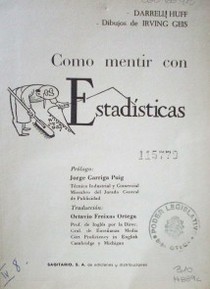 DARRELL HUFF
Dibujos de IRVING GEIS
Como mentir con
Estadísticas
115773
Prólogo:
Jorge Garriga Puig
Técnico Industrial y Comercial
Miembro del Jurado Central
de Publicidad
Traducción:
Octavio Freixas Ortega
Prof. de Inglés por la Direc.
Gral. de Enseñanza Media
Cert. Proficiency in English
Cambridge y Michigan
PODER LEGISLATIVO
SAGITARIO, S. A. de ediciones y distribuciones